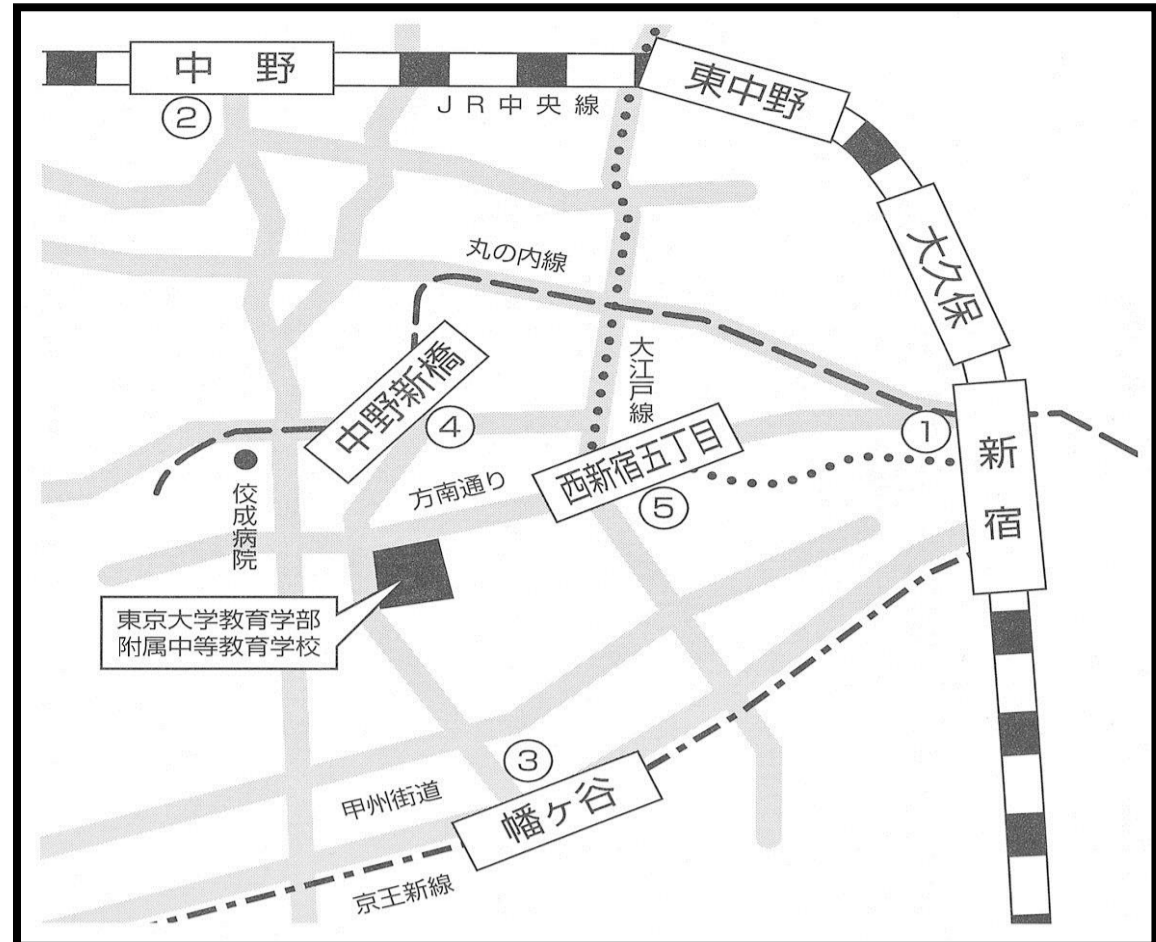 中野
東中野
②
JR中央線
大久保
丸の内線
大江戸線
中野新橋
④
①
新宿
西新宿五丁目
⑤
方南通り
佼成病院
東京大学教育学部
附属中等教育学校
③
甲州街道
幡ヶ谷
京王新線